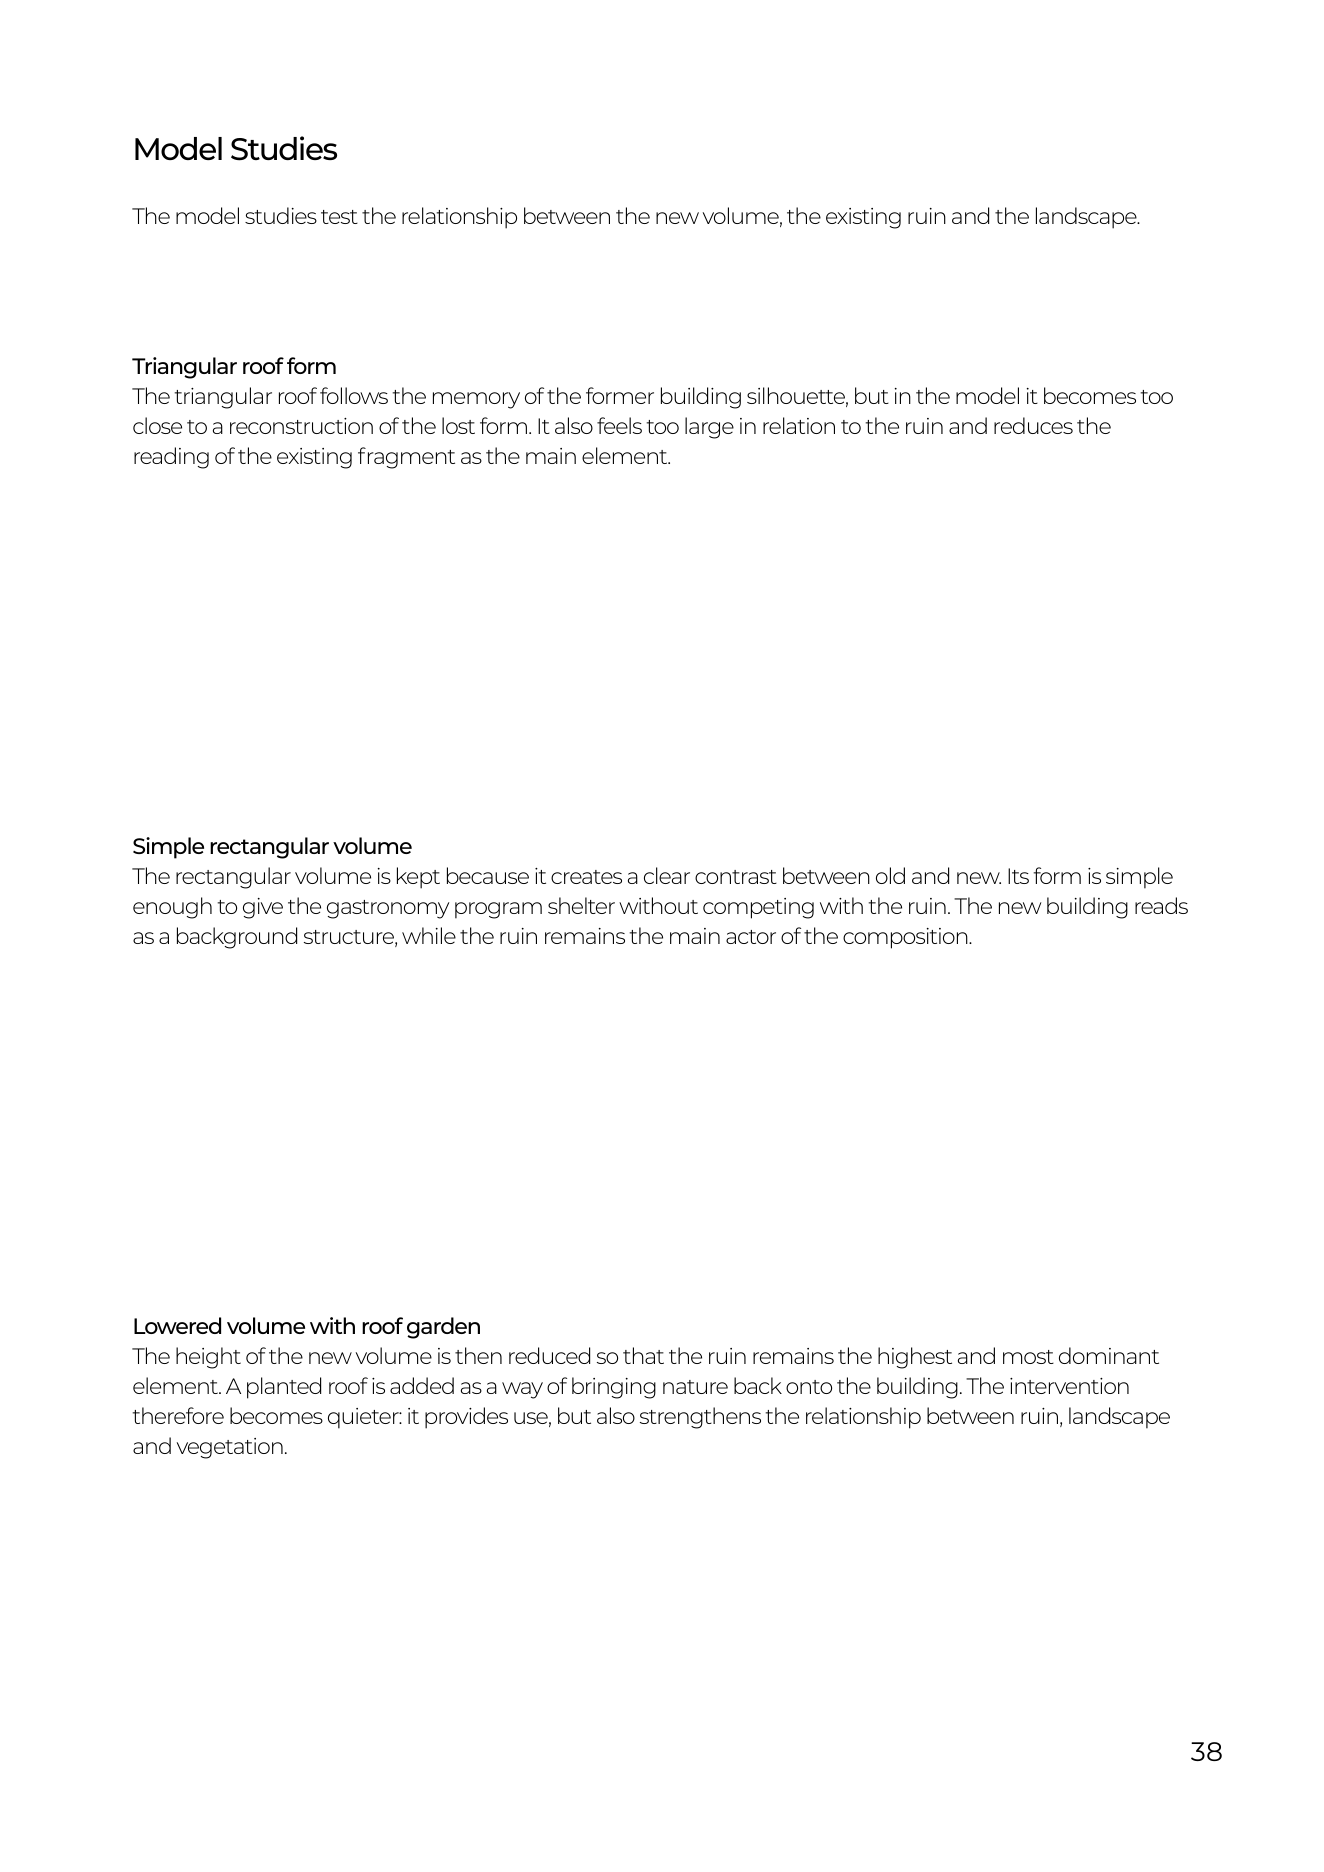 Model Studies
The model studies test the relationship between the new volume, the existing ruin and the landscape.
Triangular roof form
The triangular roof follows the memory of the former building silhouette, but in the model it becomes too
close to a reconstruction of the lost form. It also feels too large in relation to the ruin and reduces the
reading of the existing fragment as the main element.
Simple rectangular volume
The rectangular volume is kept because it creates a clear contrast between old and new. Its form is simple
enough to give the gastronomy program shelter without competing with the ruin. The new building reads
as a background structure, while the ruin remains the main actor of the composition.
Lowered volume with roof garden
The height of the new volume is then reduced so that the ruin remains the highest and most dominant
element. A planted roof is added as a way of bringing nature back onto the building. The intervention
therefore becomes quieter: it provides use, but also strengthens the relationship between ruin, landscape
and vegetation.
38